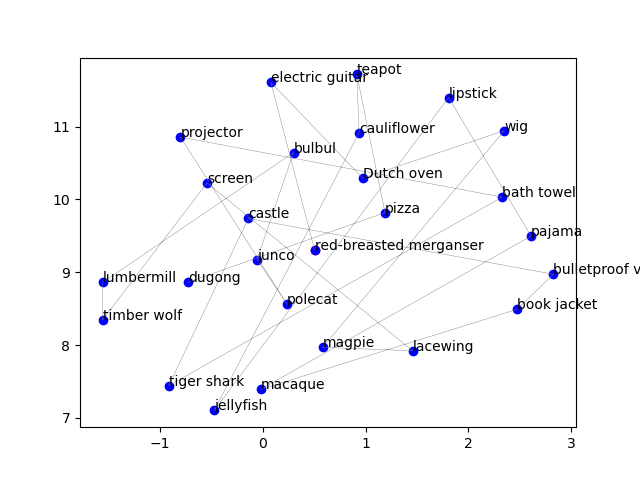 teapot
electric guitar
lipstick
projector
cauliflower
wig
11
bulbul
screen
Dutch oven
bath towel
10
castle
pizza
pajama
red-breasted merganser
junco
bulletproof v
9
lumbermill
dugong
polecat
book jacket
timber wolf
8
magpie
lacewing
tiger shark
macaque
jellyfish
7
−1
0
1
2
3